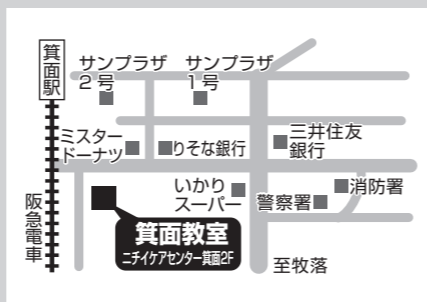 箕面駅
サンプラザ
2号
サンプラザ
1号
ミスター
ドーナツ
りそな銀行
三井住友
銀行
いかり
スーパー
消防署
警察署
阪急電車
箕面教室
ニチイケアセンター箕面2F
至牧落